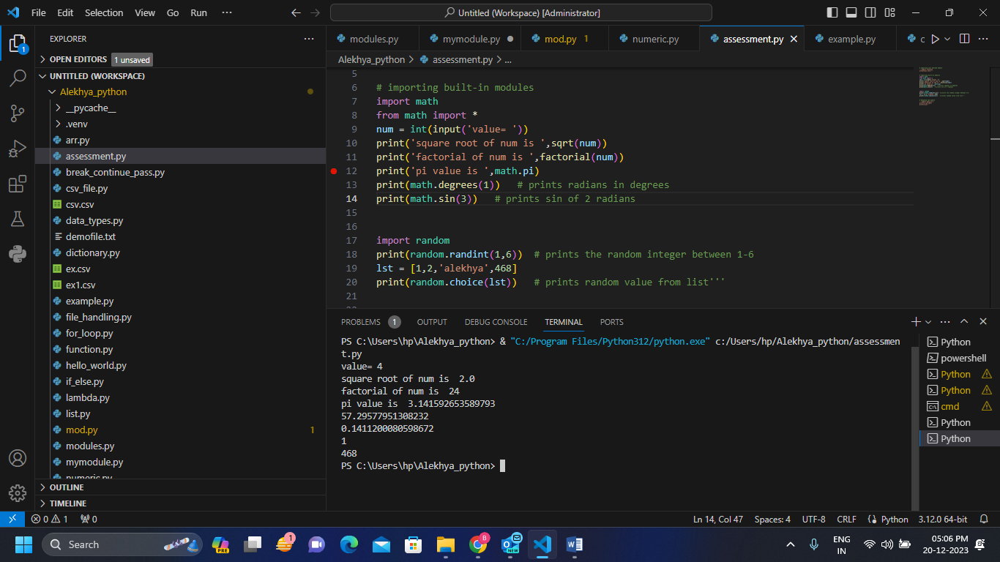 File Edit Selection View Go Run ···
Untitled (Workspace) [Administrator]
EXPLORER
OPEN EDITORS 1 unsaved
UNTITLED (WORKSPACE)
Alekhya_python
__pycache__
.venv
arr.py
assessment.py
break_continue_pass.py
csv_file.py
csv.csv
data_types.py
demofile.txt
dictionary.py
ex.csv
ex1.csv
example.py
file_handling.py
for_loop.py
function.py
hello_world.py
if_else.py
lambda.py
list.py
mod.py 1
modules.py
mymodule.py
numeric.py
OUTLINE
TIMELINE
1
modules.py mymodule.py mod.py 1 numeric.py assessment.py example.py c
Alekhya_python > assessment.py > ...
5
6 # importing built-in modules
7 import math
8 from math import *
9 num = int(input('value= '))
10 print('square root of num is ',sqrt(num))
11 print('factorial of num is ',factorial(num))
12 print('pi value is ',math.pi)
13 print(math.degrees(1)) # prints radians in degrees
14 print(math.sin(3)) # prints sin of 2 radians
15
16
17 import random
18 print(random.randint(1,6)) # prints the random integer between 1-6
19 lst = [1,2,'alekhya',468]
20 print(random.choice(lst)) # prints random value from list'''
21
PROBLEMS 1 OUTPUT DEBUG CONSOLE TERMINAL PORTS
PS C:\Users\hp\Alekhya_python> & "C:/Program Files/Python312/python.exe" c:/Users/hp/Alekhya_python/assessmen
t.py
value= 4
square root of num is  2.0
factorial of num is  24
pi value is  3.141592653589793
57.29577951308232
0.1411200080598672
1
468
PS C:\Users\hp\Alekhya_python>
Python
powershell
Python
Python
cmd
Python
Python
0 1 0
Ln 14, Col 47 Spaces: 4 UTF-8 CRLF Python 3.12.0 64-bit
Search
PRE
1
B
NEW
ENG
IN
05:06 PM
20-12-2023